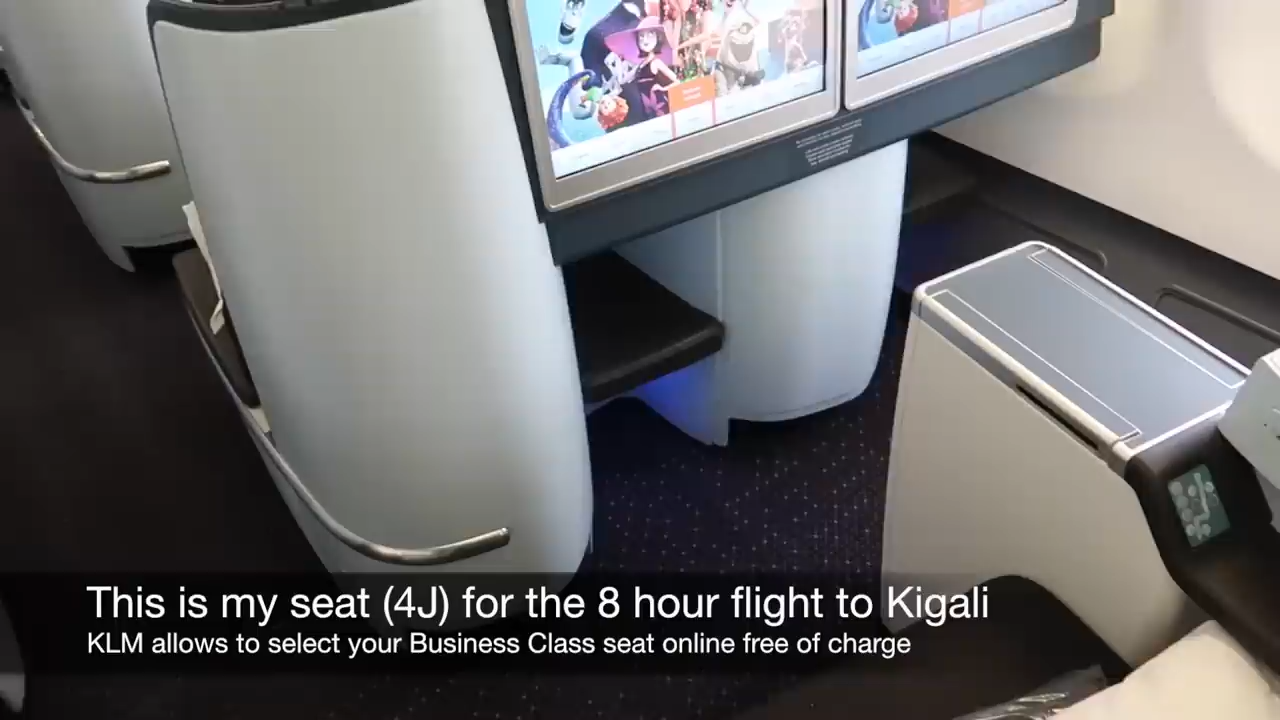 This is my seat (4J) for the 8 hour flight to Kigali
KLM allows to select your Business Class seat online free of charge